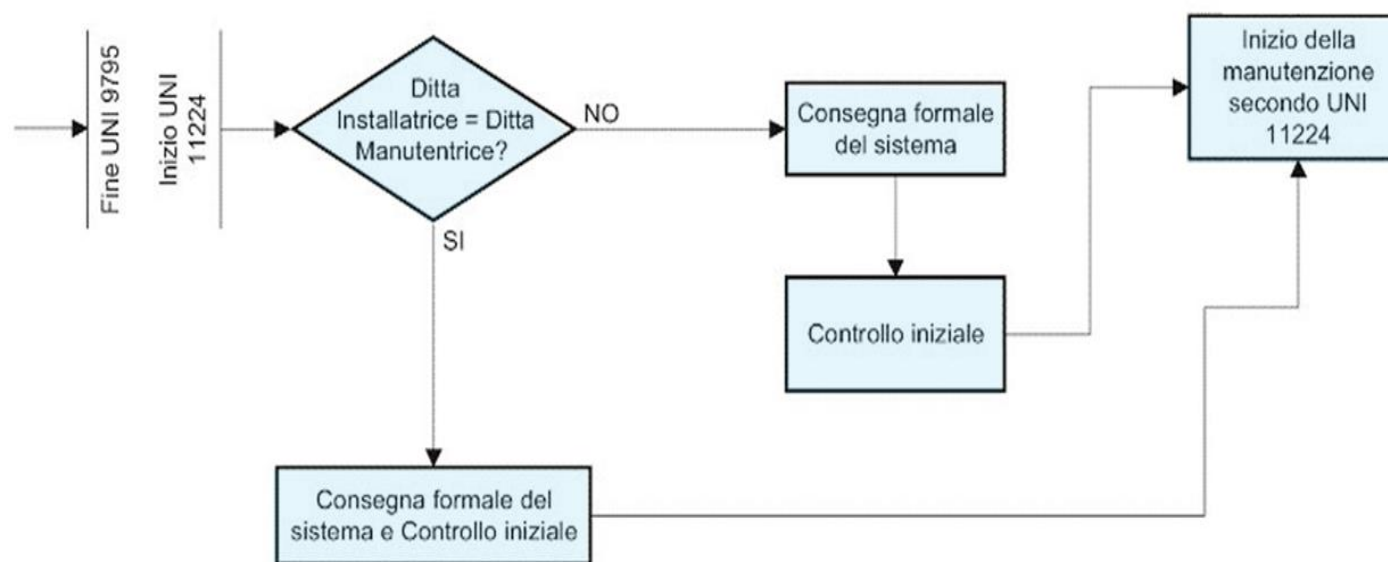 Fine UNI 9795
Inizio UNI
11224
Ditta
Installatrice = Ditta
Manutentrice?
NO
SI
Consegna formale
del sistema
Controllo iniziale
Consegna formale del
sistema e Controllo iniziale
Inizio della
manutenzione
secondo UNI
11224